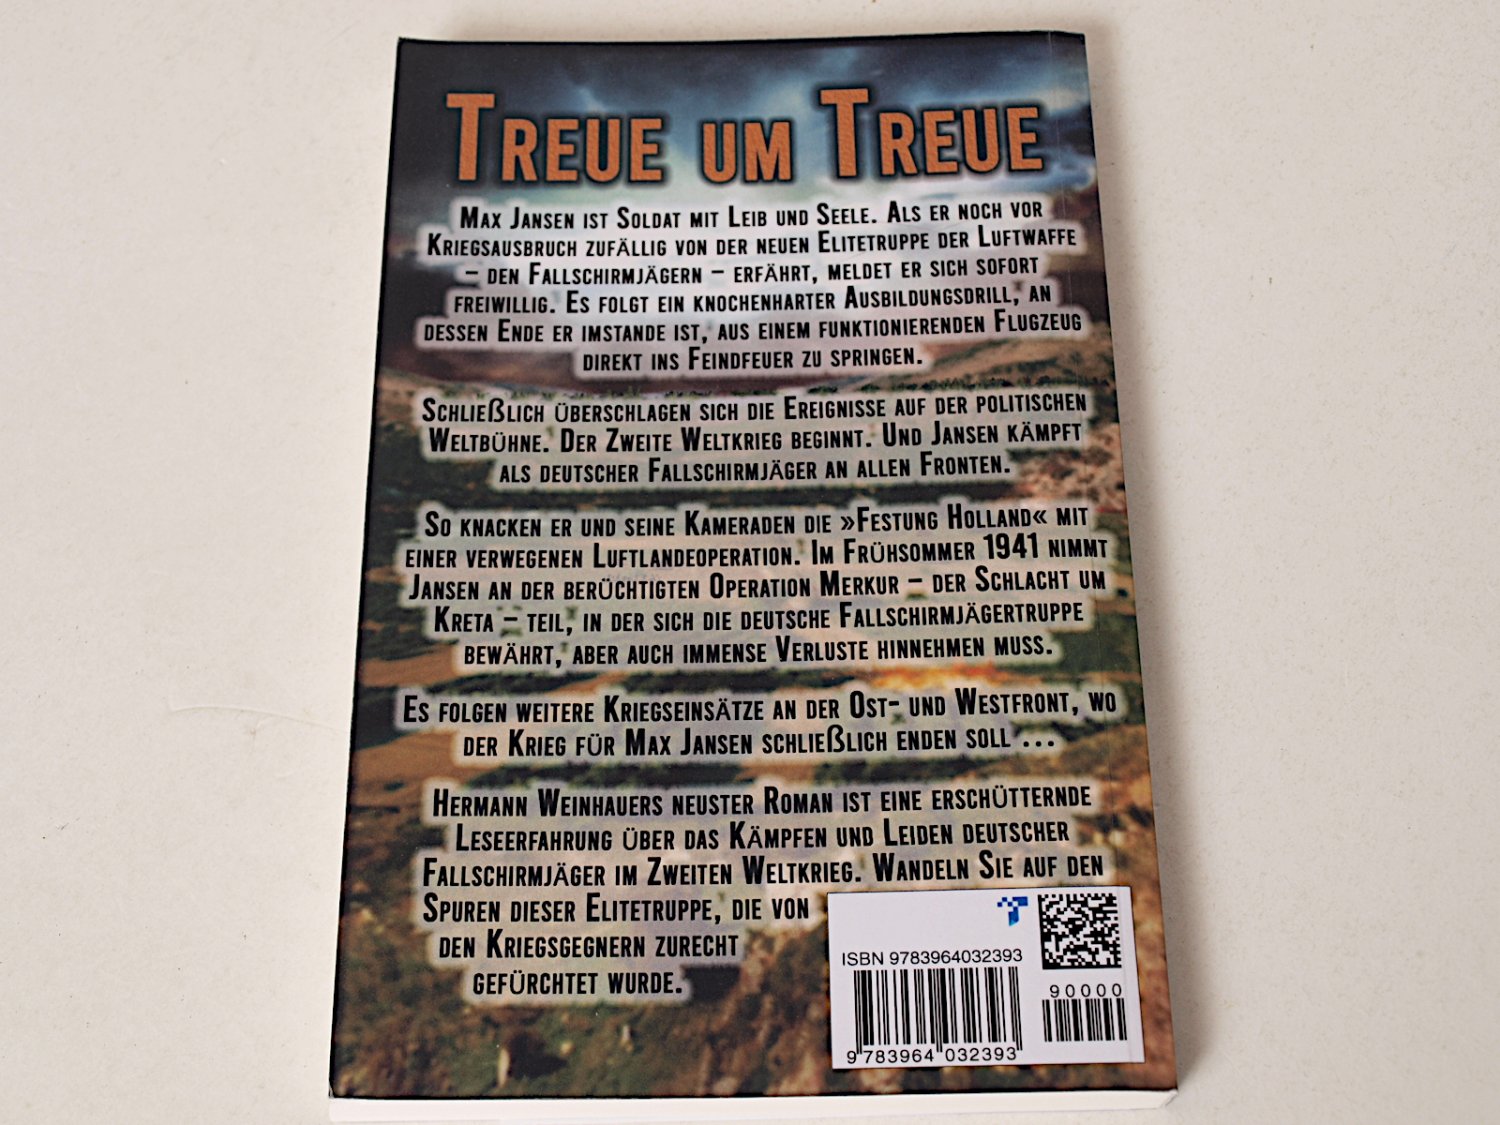 Treue um Treue
Max Jansen ist Soldat mit Leib und Seele. Als er noch vor
Kriegsausbruch zufällig von der neuen Elitetruppe der Luftwaffe
– den Fallschirmjägern – erfährt, meldet er sich sofort
freiwillig. Es folgt ein knochenharter Ausbildungsdrill, an
dessen Ende er imstande ist, aus einem funktionierenden Flugzeug
direkt ins Feindfeuer zu springen.
Schließlich überschlagen sich die Ereignisse auf der politischen
Weltbühne. Der Zweite Weltkrieg beginnt. Und Jansen kämpft
als deutscher Fallschirmjäger an allen Fronten.
So knacken er und seine Kameraden die »Festung Holland« mit
einer verwegenen Luftlandeoperation. Im Frühsommer 1941 nimmt
Jansen an der berüchtigten Operation Merkur – der Schlacht um
Kreta – teil, in der sich die deutsche Fallschirmjägertruppe
bewährt, aber auch immense Verluste hinnehmen muss.
Es folgen weitere Kriegseinsätze an der Ost- und Westfront, wo
der Krieg für Max Jansen schließlich enden soll ...
Hermann Weinhauers neuster Roman ist eine erschütternde
Leseerfahrung über das Kämpfen und Leiden deutscher
Fallschirmjäger im Zweiten Weltkrieg. Wandeln Sie auf den
Spuren dieser Elitetruppe, die von
den Kriegsgegnern zurecht
gefürchtet wurde.
ISBN 9783964032393
90000
9 783964 032393